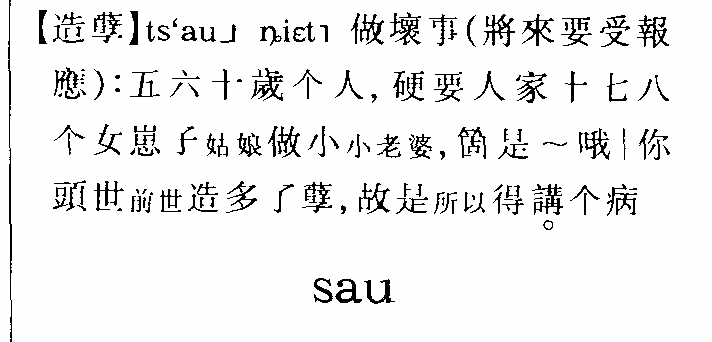 【造孽】ts‘au˩ ȵiɛt˥ 做壞事(將來要受報
應):五六十歲个人,硬要人家十七八
个女崽子姑娘做小小老婆,箇是～哦|你
頭世前世造多了孽,故是所以得講个病
sau